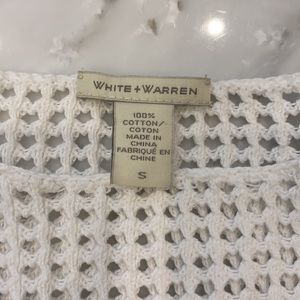 WHITE + WARREN
100%
COTTON/
COTON
MADE IN
CHINA
FABRIQUÉ EN
CHINE
S